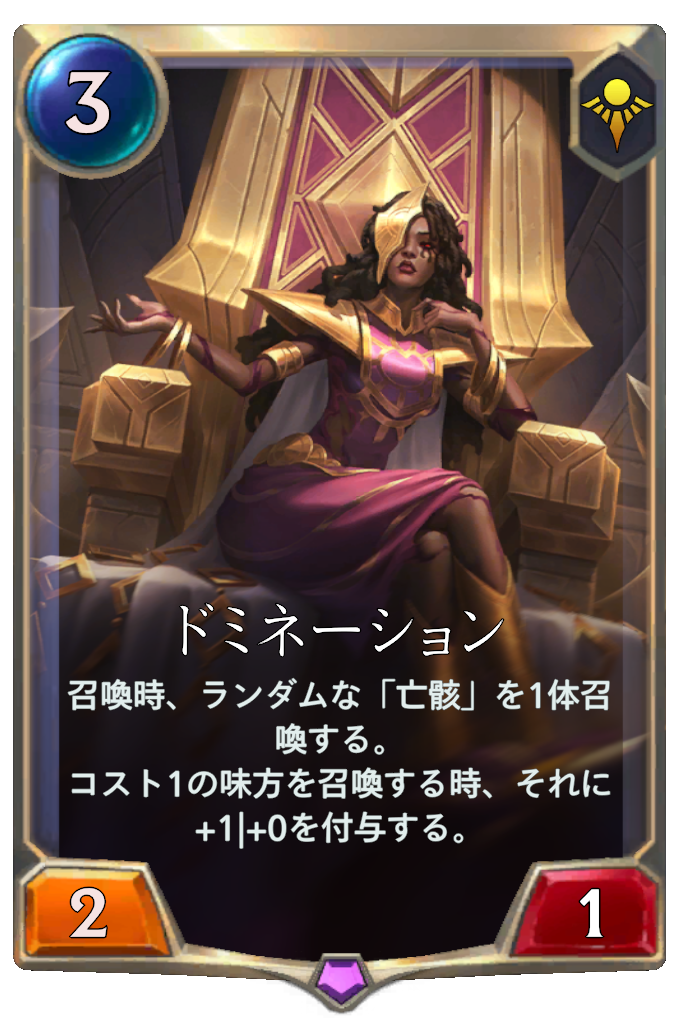 3
ドミネーション
召喚時、ランダムな「亡骸」を1体召
喚する。
コスト1の味方を召喚する時、それに
+1|+0を付与する。
2
1